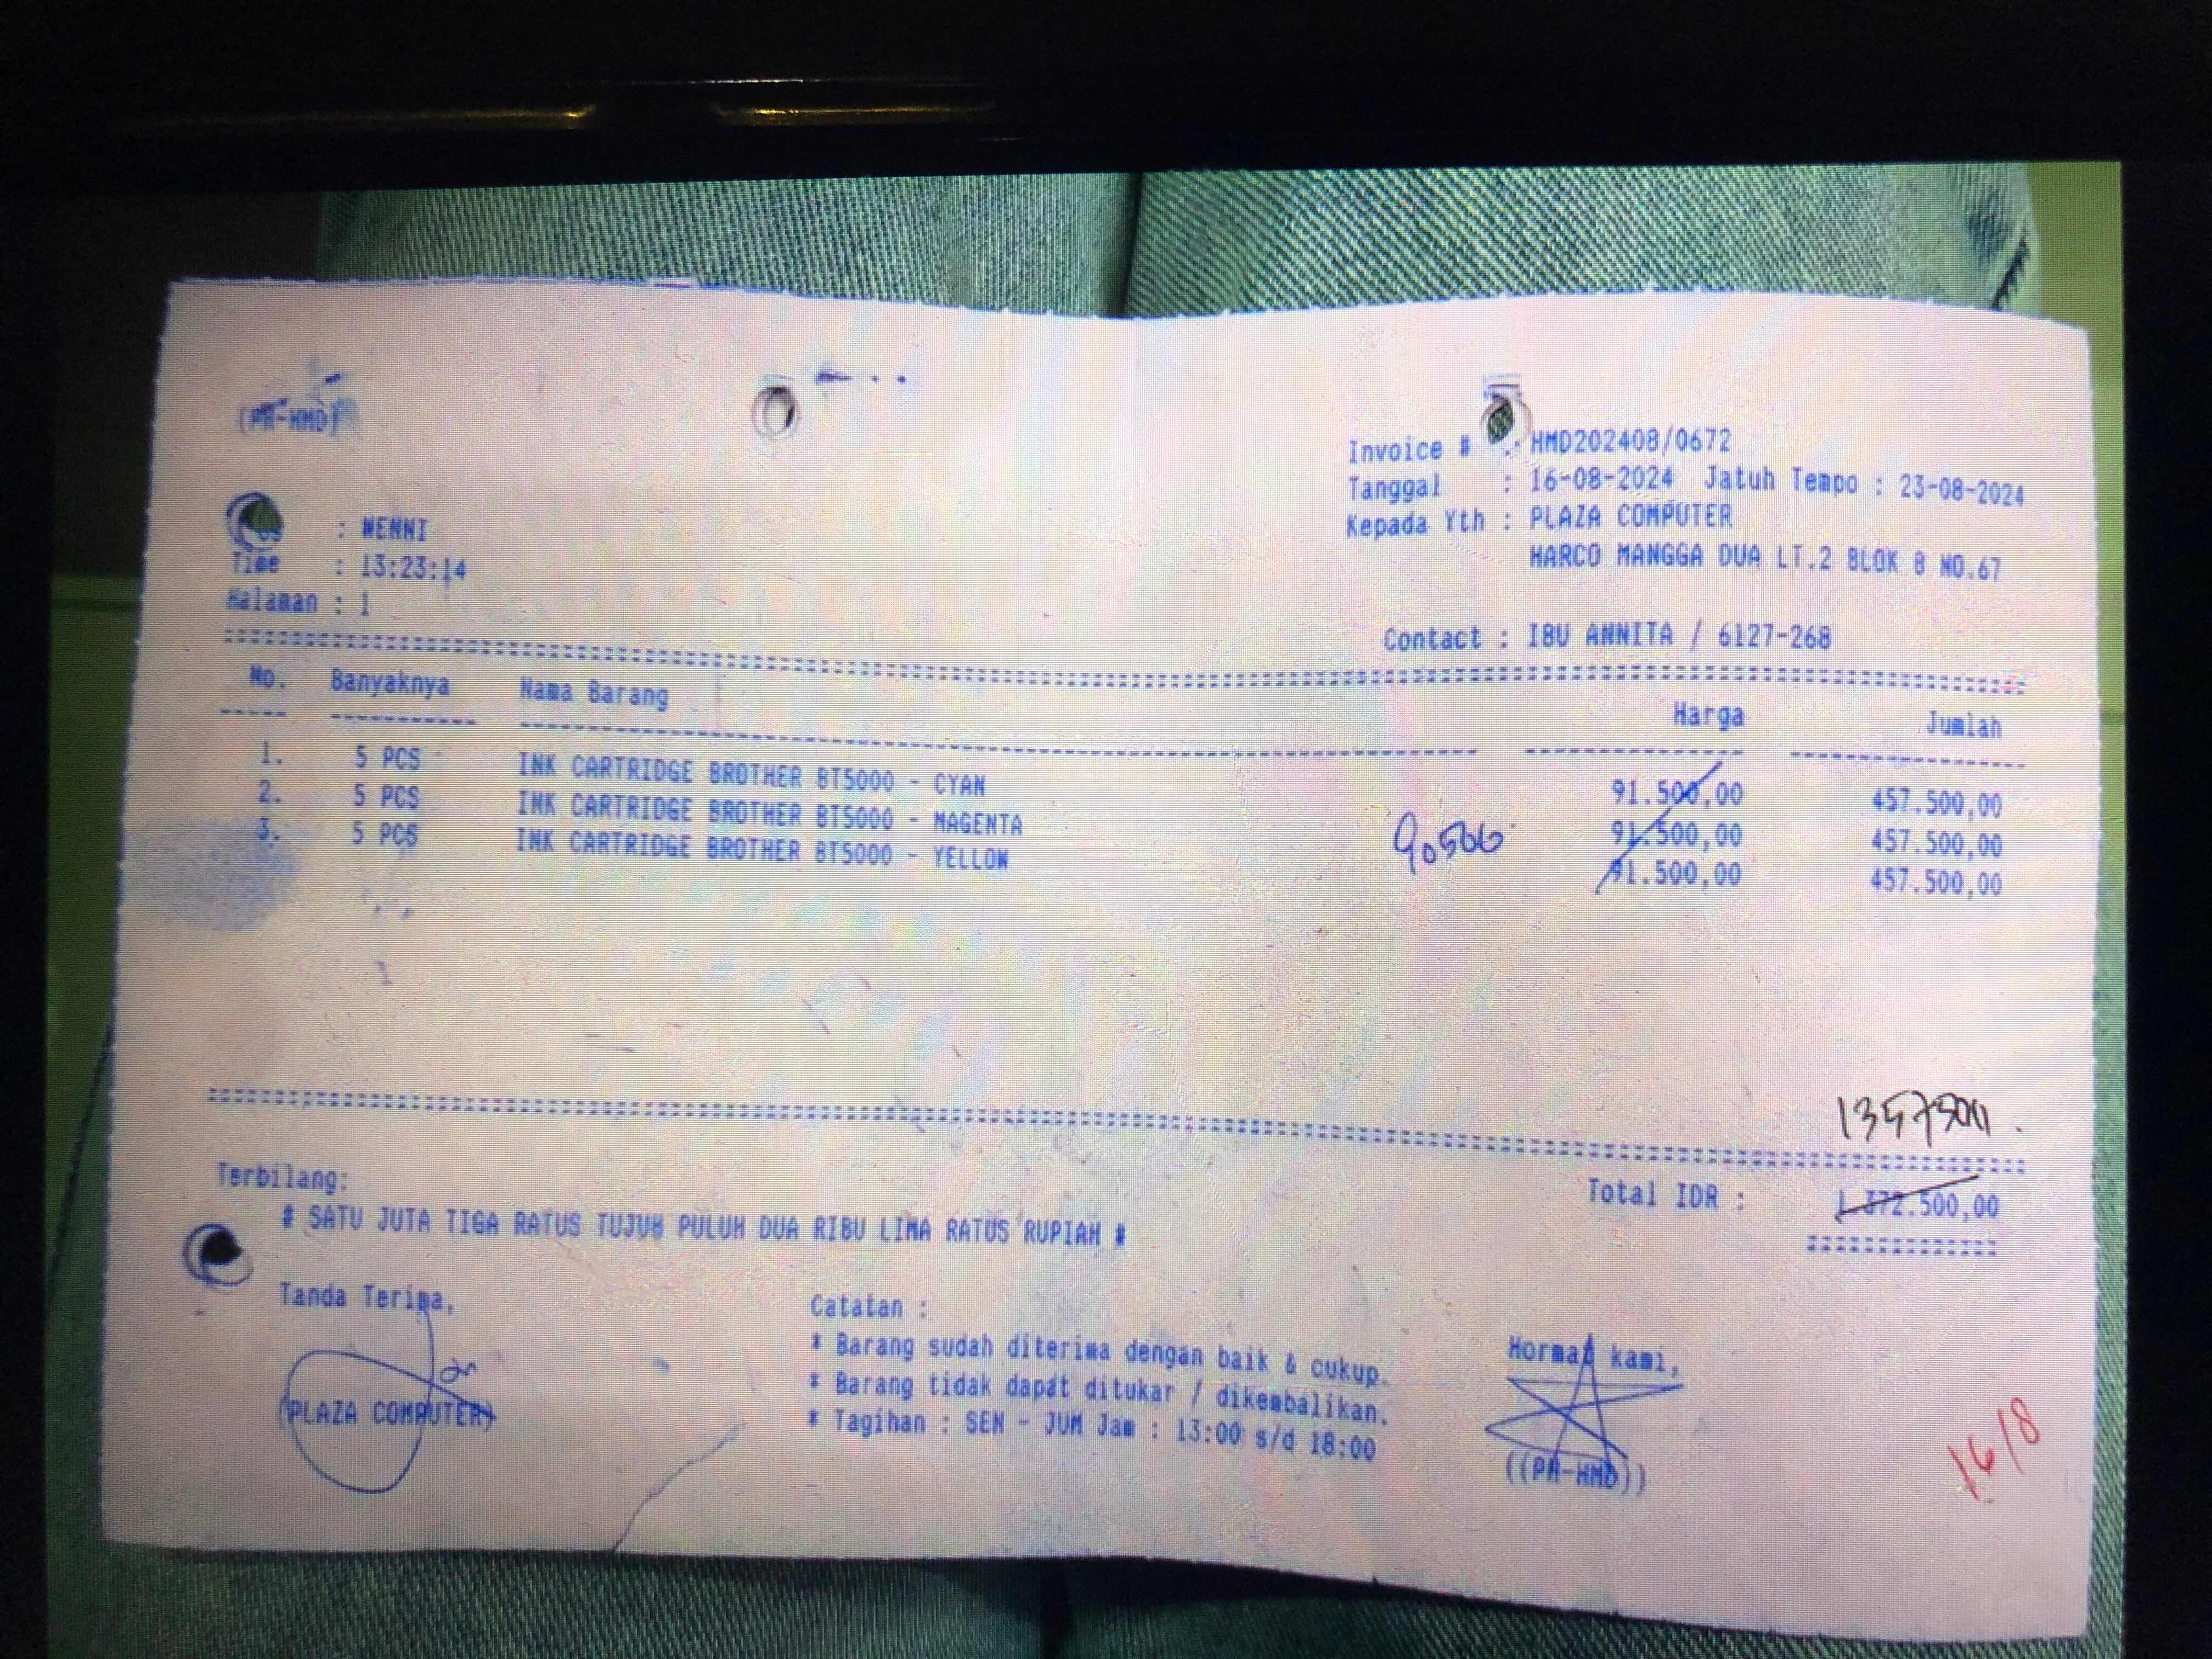 (PR-HMD)
Invoice # : HMD202408/0672
Tanggal : 16-08-2024 Jatuh Tempo : 23-08-2024
Kepada Yth : PLAZA COMPUTER
HARCO MANGGA DUA LT.2 BLOK B NO.67
: WENNI
Time : 13:23:14
Halaman : 1
Contact : IBU ANNITA / 6127-268
No. Banyaknya Nama Barang Harga Jumlah
1. 5 PCS INK CARTRIDGE BROTHER BT5000 - CYAN 91.500,00 457.500,00
2. 5 PCS INK CARTRIDGE BROTHER BT5000 - MAGENTA 91.500,00 457.500,00
3. 5 PCS INK CARTRIDGE BROTHER BT5000 - YELLOW 91.500,00 457.500,00
90500
1357500
Terbilang:
# SATU JUTA TIGA RATUS TUJUH PULUH DUA RIBU LIMA RATUS RUPIAH #
Total IDR : 1.372.500,00
Tanda Terima,
(PLAZA COMPUTER)
Catatan :
* Barang sudah diterima dengan baik & cukup.
* Barang tidak dapat ditukar / dikembalikan.
* Tagihan : SEN - JUM Jam : 13:00 s/d 18:00
Hormat kami,
((PR-HMD))
16/8